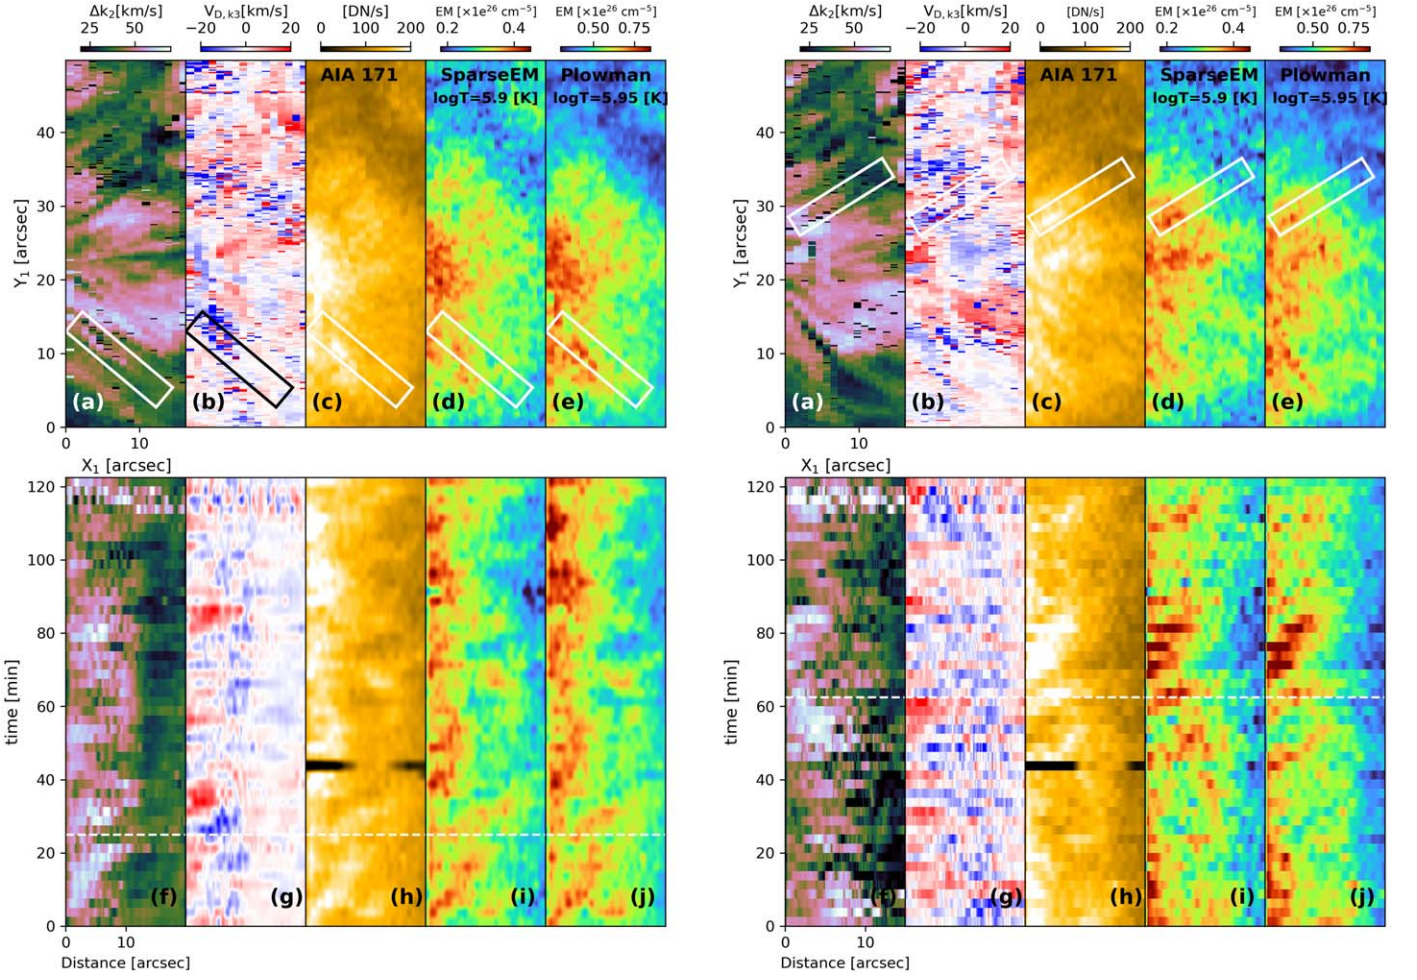 Δk₂[km/s] V_D,k3[km/s] [DN/s] EM [×1e²⁶ cm⁻⁵] EM [×1e²⁶ cm⁻⁵]
25 50 −20 0 20 0 100 200 0.2 0.4 0.50 0.75
AIA 171 SparseEM Plowman
logT=5.9 [K] logT=5.95 [K]
Y₁ [arcsec]
40
30
20
10
0
(a) (b) (c) (d) (e)
0 10
X₁ [arcsec]
time [min]
120
100
80
60
40
20
0
(f) (g) (h) (i) (j)
0 10
Distance [arcsec]
Δk₂[km/s] V_D,k3[km/s] [DN/s] EM [×1e²⁶ cm⁻⁵] EM [×1e²⁶ cm⁻⁵]
25 50 −20 0 20 0 100 200 0.2 0.4 0.50 0.75
AIA 171 SparseEM Plowman
logT=5.9 [K] logT=5.95 [K]
Y₁ [arcsec]
40
30
20
10
0
(a) (b) (c) (d) (e)
0 10
X₁ [arcsec]
time [min]
120
100
80
60
40
20
0
(f) (g) (h) (i) (j)
0 10
Distance [arcsec]